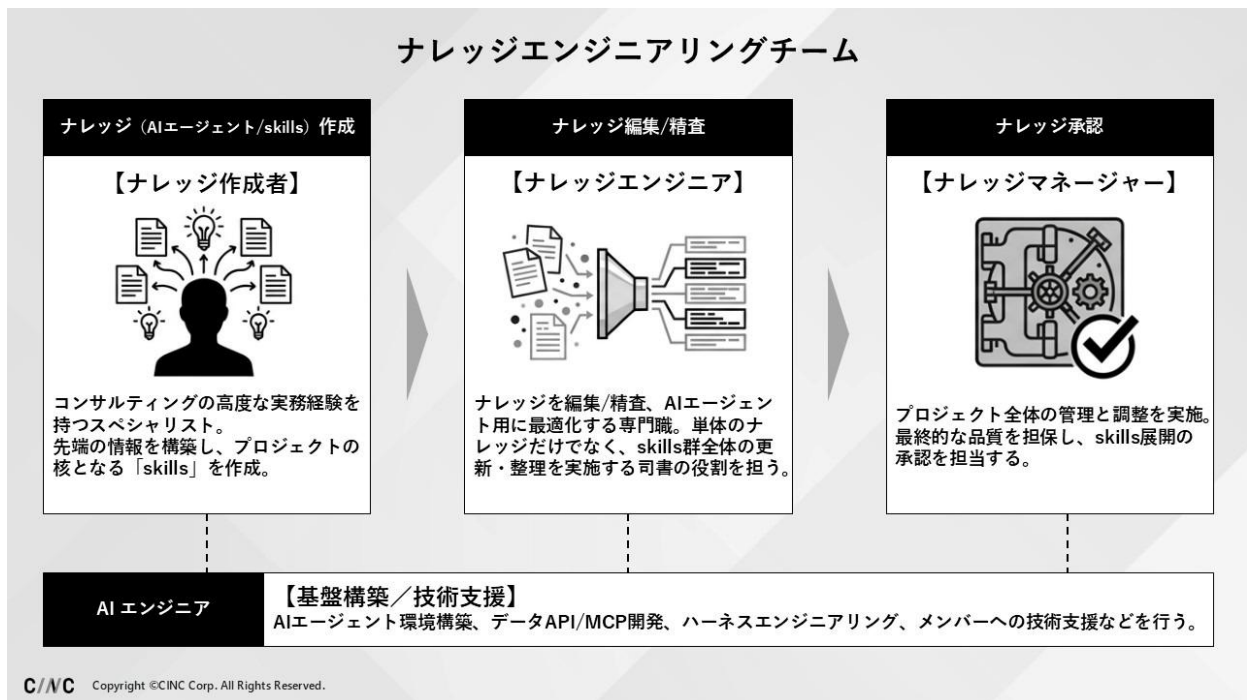 ナレッジエンジニアリングチーム
ナレッジ（AIエージェント/skills）作成
【ナレッジ作成者】
コンサルティングの高度な実務経験を
持つスペシャリスト。
先端の情報を構築し、プロジェクトの
核となる「skills」を作成。
ナレッジ編集/精査
【ナレッジエンジニア】
ナレッジを編集/精査、AIエージェン
ト用に最適化する専門職。単体のナ
レッジだけでなく、skills群全体の更
新・整理を実施する司書の役割を担う。
ナレッジ承認
【ナレッジマネージャー】
プロジェクト全体の管理と調整を実施。
最終的な品質を担保し、skills展開の
承認を担当する。
AI エンジニア
【基盤構築／技術支援】
AIエージェント環境構築、データAPI/MCP開発、ハーネスエンジニアリング、メンバーへの技術支援などを行う。
CINC Copyright ©CINC Corp. All Rights Reserved.